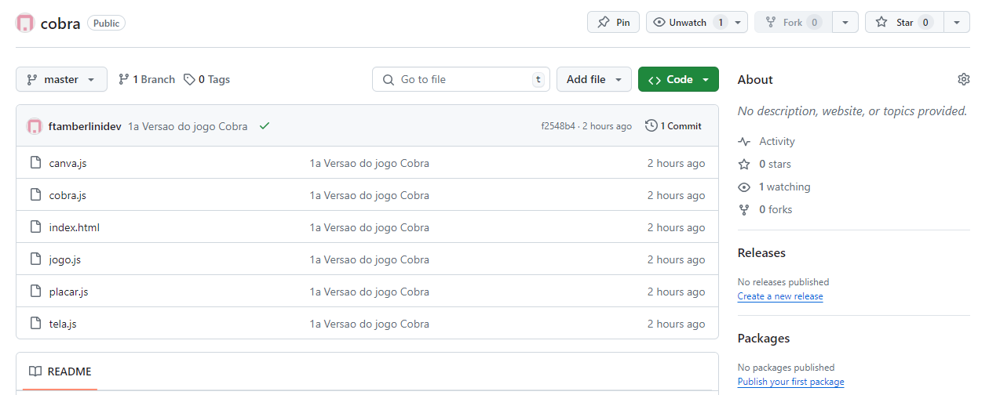 cobra Public Pin Unwatch 1 Fork 0 Star 0
master 1 Branch 0 Tags Go to file t Add file Code
ftamberlinidev 1a Versao do jogo Cobra f2548b4 · 2 hours ago 1 Commit
canva.js 1a Versao do jogo Cobra 2 hours ago
cobra.js 1a Versao do jogo Cobra 2 hours ago
index.html 1a Versao do jogo Cobra 2 hours ago
jogo.js 1a Versao do jogo Cobra 2 hours ago
placar.js 1a Versao do jogo Cobra 2 hours ago
tela.js 1a Versao do jogo Cobra 2 hours ago
README
About
No description, website, or topics provided.
Activity
0 stars
1 watching
0 forks
Releases
No releases published
Create a new release
Packages
No packages published
Publish your first package